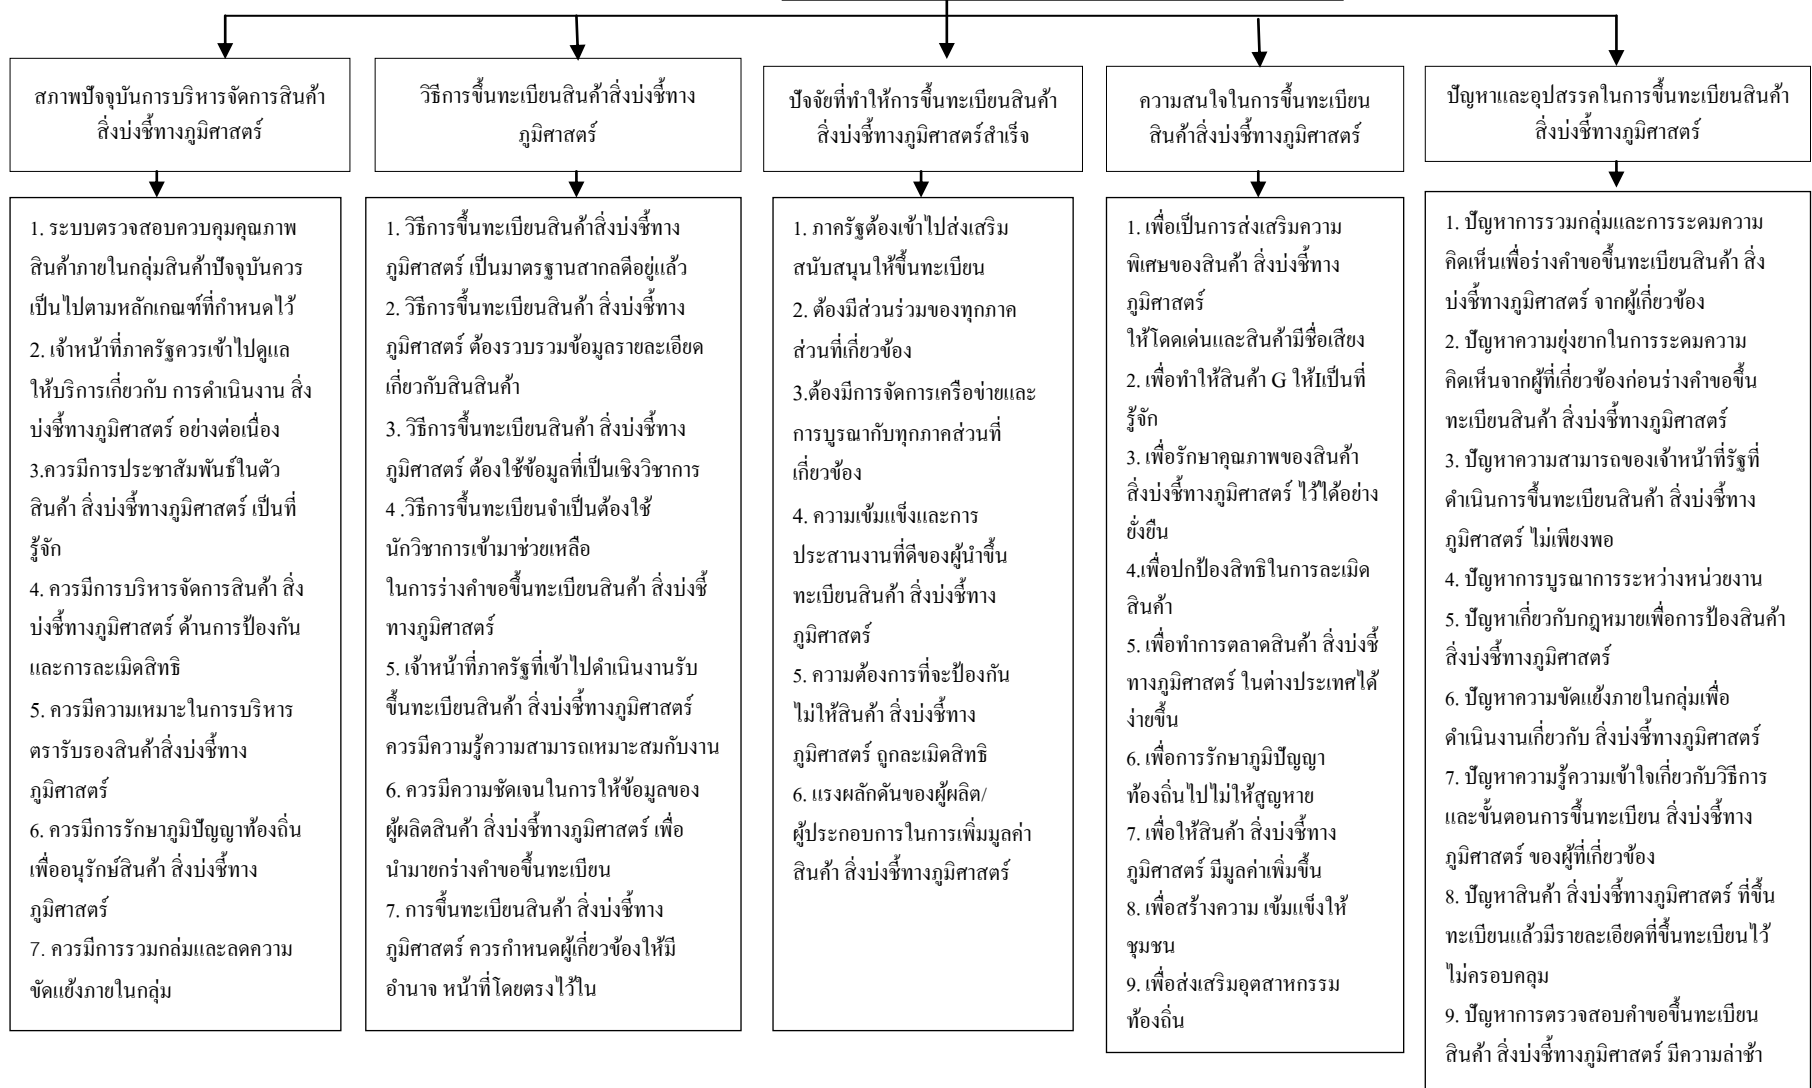 สภาพปัจจุบันการบริหารจัดการสินค้า
สิ่งบ่งชี้ทางภูมิศาสตร์
วิธีการขึ้นทะเบียนสินค้าสิ่งบ่งชี้ทาง
ภูมิศาสตร์
ปัจจัยที่ทำให้การขึ้นทะเบียนสินค้า
สิ่งบ่งชี้ทางภูมิศาสตร์สำเร็จ
ความสนใจในการขึ้นทะเบียน
สินค้าสิ่งบ่งชี้ทางภูมิศาสตร์
ปัญหาและอุปสรรคในการขึ้นทะเบียนสินค้า
สิ่งบ่งชี้ทางภูมิศาสตร์
1. ระบบตรวจสอบควบคุมคุณภาพ
สินค้าภายในกลุ่มสินค้าปัจจุบันควร
เป็นไปตามหลักเกณฑ์ที่กำหนดไว้
2. เจ้าหน้าที่ภาครัฐควรเข้าไปดูแล
ให้บริการเกี่ยวกับ การดำเนินงาน สิ่ง
บ่งชี้ทางภูมิศาสตร์ อย่างต่อเนื่อง
3.ควรมีการประชาสัมพันธ์ในตัว
สินค้า สิ่งบ่งชี้ทางภูมิศาสตร์ เป็นที่
รู้จัก
4. ควรมีการบริหารจัดการสินค้า สิ่ง
บ่งชี้ทางภูมิศาสตร์ ด้านการป้องกัน
และการละเมิดสิทธิ
5. ควรมีความเหมาะในการบริหาร
ตรารับรองสินค้าสิ่งบ่งชี้ทาง
ภูมิศาสตร์
6. ควรมีการรักษาภูมิปัญญาท้องถิ่น
เพื่ออนุรักษ์สินค้า สิ่งบ่งชี้ทาง
ภูมิศาสตร์
7. ควรมีการรวมกล่มและลดความ
ขัดแย้งภายในกลุ่ม
1. วิธีการขึ้นทะเบียนสินค้าสิ่งบ่งชี้ทาง
ภูมิศาสตร์ เป็นมาตรฐานสากลดีอยู่แล้ว
2. วิธีการขึ้นทะเบียนสินค้า สิ่งบ่งชี้ทาง
ภูมิศาสตร์ ต้องรวบรวมข้อมูลรายละเอียด
เกี่ยวกับสินสินค้า
3. วิธีการขึ้นทะเบียนสินค้า สิ่งบ่งชี้ทาง
ภูมิศาสตร์ ต้องใช้ข้อมูลที่เป็นเชิงวิชาการ
4 .วิธีการขึ้นทะเบียนจำเป็นต้องใช้
นักวิชาการเข้ามาช่วยเหลือ
ในการร่างคำขอขึ้นทะเบียนสินค้า สิ่งบ่งชี้
ทางภูมิศาสตร์
5. เจ้าหน้าที่ภาครัฐที่เข้าไปดำเนินงานรับ
ขึ้นทะเบียนสินค้า สิ่งบ่งชี้ทางภูมิศาสตร์
ควรมีความรู้ความสามารถเหมาะสมกับงาน
6. ควรมีความชัดเจนในการให้ข้อมูลของ
ผู้ผลิตสินค้า สิ่งบ่งชี้ทางภูมิศาสตร์ เพื่อ
นำมายกร่างคำขอขึ้นทะเบียน
7. การขึ้นทะเบียนสินค้า สิ่งบ่งชี้ทาง
ภูมิศาสตร์ ควรกำหนดผู้เกี่ยวข้องให้มี
อำนาจ หน้าที่โดยตรงไว้ใน
1. ภาครัฐต้องเข้าไปส่งเสริม
สนับสนุนให้ขึ้นทะเบียน
2. ต้องมีส่วนร่วมของทุกภาค
ส่วนที่เกี่ยวข้อง
3.ต้องมีการจัดการเครือข่ายและ
การบูรณากับทุกภาคส่วนที่
เกี่ยวข้อง
4. ความเข้มแข็งและการ
ประสานงานที่ดีของผู้นำขึ้น
ทะเบียนสินค้า สิ่งบ่งชี้ทาง
ภูมิศาสตร์
5. ความต้องการที่จะป้องกัน
ไม่ให้สินค้า สิ่งบ่งชี้ทาง
ภูมิศาสตร์ ถูกละเมิดสิทธิ
6. แรงผลักดันของผู้ผลิต/
ผู้ประกอบการในการเพิ่มมูลค่า
สินค้า สิ่งบ่งชี้ทางภูมิศาสตร์
1. เพื่อเป็นการส่งเสริมความ
พิเศษของสินค้า สิ่งบ่งชี้ทาง
ภูมิศาสตร์
ให้โดดเด่นและสินค้ามีชื่อเสียง
2. เพื่อทำให้สินค้า G ให้Iเป็นที่
รู้จัก
3. เพื่อรักษาคุณภาพของสินค้า
สิ่งบ่งชี้ทางภูมิศาสตร์ ไว้ได้อย่าง
ยั่งยืน
4.เพื่อปกป้องสิทธิในการละเมิด
สินค้า
5. เพื่อทำการตลาดสินค้า สิ่งบ่งชี้
ทางภูมิศาสตร์ ในต่างประเทศได้
ง่ายขึ้น
6. เพื่อการรักษาภูมิปัญญา
ท้องถิ่นไปไม่ให้สูญหาย
7. เพื่อให้สินค้า สิ่งบ่งชี้ทาง
ภูมิศาสตร์ มีมูลค่าเพิ่มขึ้น
8. เพื่อสร้างความ เข้มแข็งให้
ชุมชน
9. เพื่อส่งเสริมอุตสาหกรรม
ท้องถิ่น
1. ปัญหาการรวมกลุ่มและการระดมความ
คิดเห็นเพื่อร่างคำขอขึ้นทะเบียนสินค้า สิ่ง
บ่งชี้ทางภูมิศาสตร์ จากผู้เกี่ยวข้อง
2. ปัญหาความยุ่งยากในการระดมความ
คิดเห็นจากผู้ที่เกี่ยวข้องก่อนร่างคำขอขึ้น
ทะเบียนสินค้า สิ่งบ่งชี้ทางภูมิศาสตร์
3. ปัญหาความสามารถของเจ้าหน้าที่รัฐที่
ดำเนินการขึ้นทะเบียนสินค้า สิ่งบ่งชี้ทาง
ภูมิศาสตร์ ไม่เพียงพอ
4. ปัญหาการบูรณาการระหว่างหน่วยงาน
5. ปัญหาเกี่ยวกับกฎหมายเพื่อการป้องสินค้า
สิ่งบ่งชี้ทางภูมิศาสตร์
6. ปัญหาความขัดแย้งภายในกลุ่มเพื่อ
ดำเนินงานเกี่ยวกับ สิ่งบ่งชี้ทางภูมิศาสตร์
7. ปัญหาความรู้ความเข้าใจเกี่ยวกับวิธีการ
และขั้นตอนการขึ้นทะเบียน สิ่งบ่งชี้ทาง
ภูมิศาสตร์ ของผู้ที่เกี่ยวข้อง
8. ปัญหาสินค้า สิ่งบ่งชี้ทางภูมิศาสตร์ ที่ขึ้น
ทะเบียนแล้วมีรายละเอียดที่ขึ้นทะเบียนไว้
ไม่ครอบคลุม
9. ปัญหาการตรวจสอบคำขอขึ้นทะเบียน
สินค้า สิ่งบ่งชี้ทางภูมิศาสตร์ มีความล่าช้า